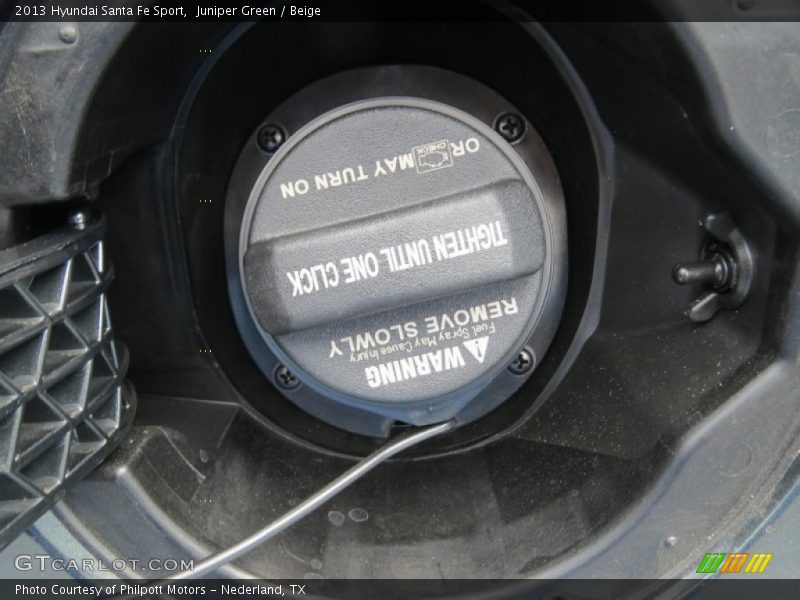 2013 Hyundai Santa Fe Sport,  Juniper Green / Beige
WARNING
Fuel Spray May Cause Injury
REMOVE SLOWLY
TIGHTEN UNTIL ONE CLICK
OR CHECK MAY TURN ON
GTCARLOT.COM
Photo Courtesy of Philpott Motors - Nederland, TX